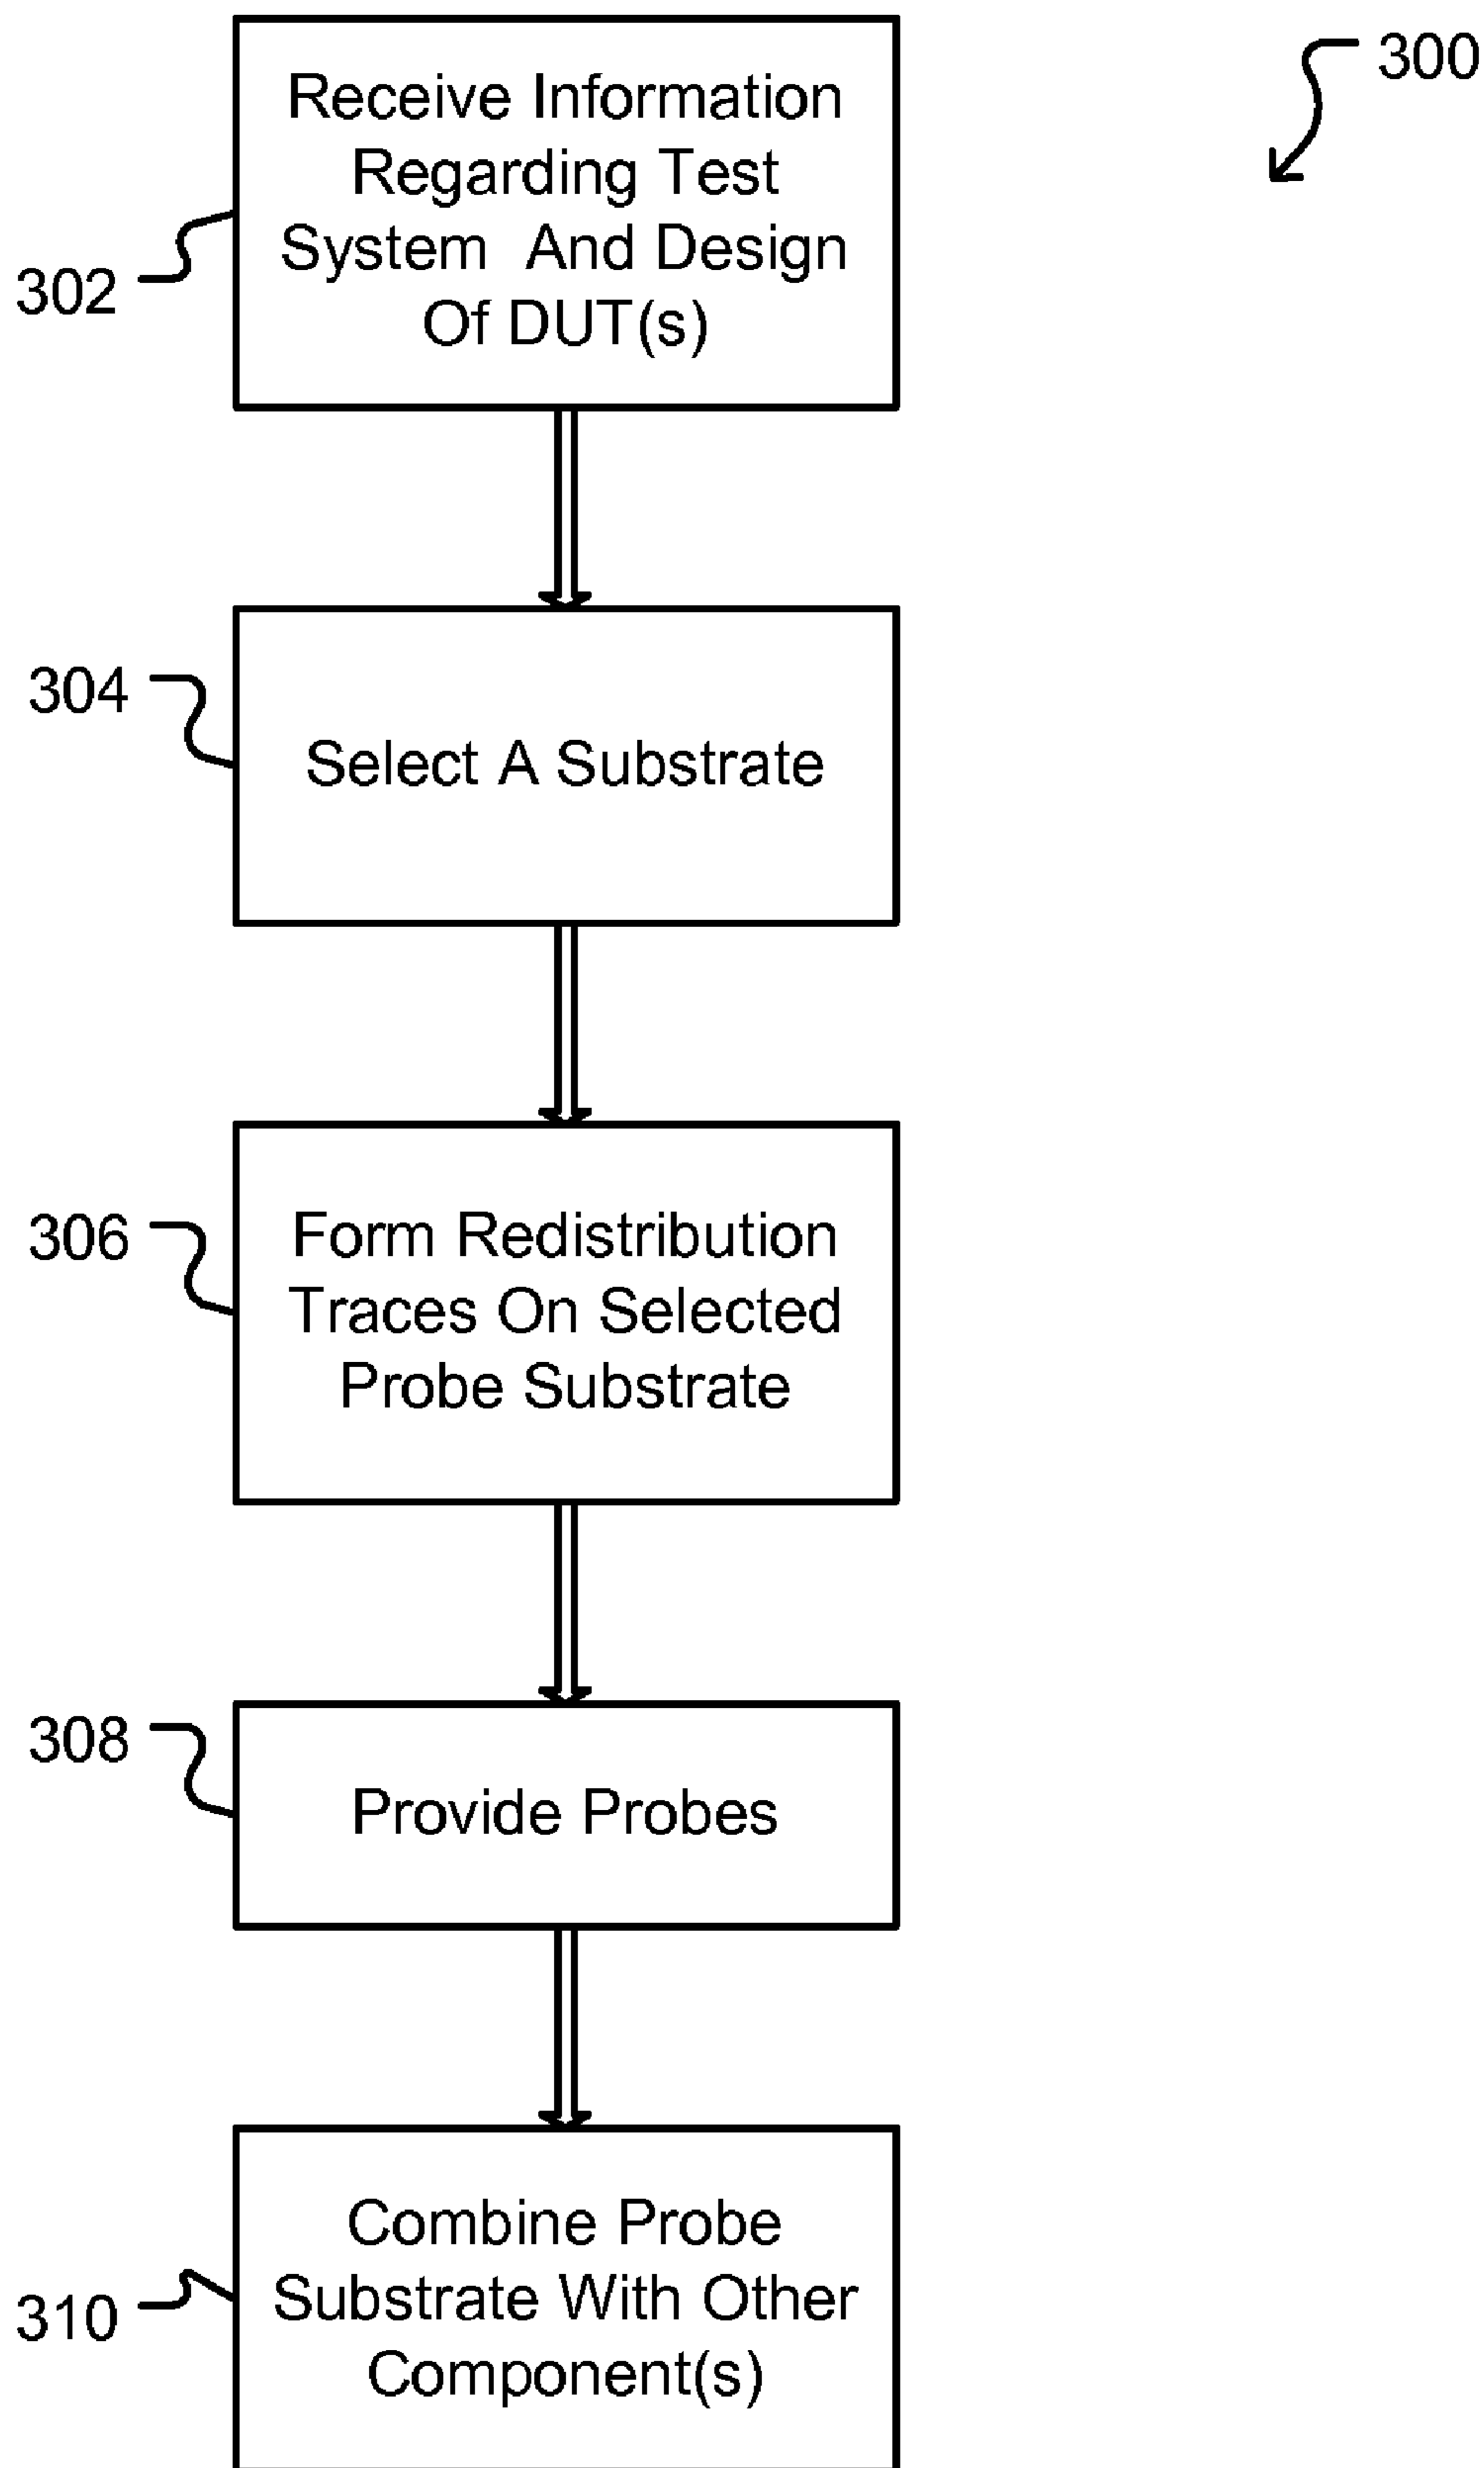 300
Receive Information
Regarding Test
System And Design
Of DUT(s)
302
304
Select A Substrate
306
Form Redistribution
Traces On Selected
Probe Substrate
308
Provide Probes
310
Combine Probe
Substrate With Other
Component(s)